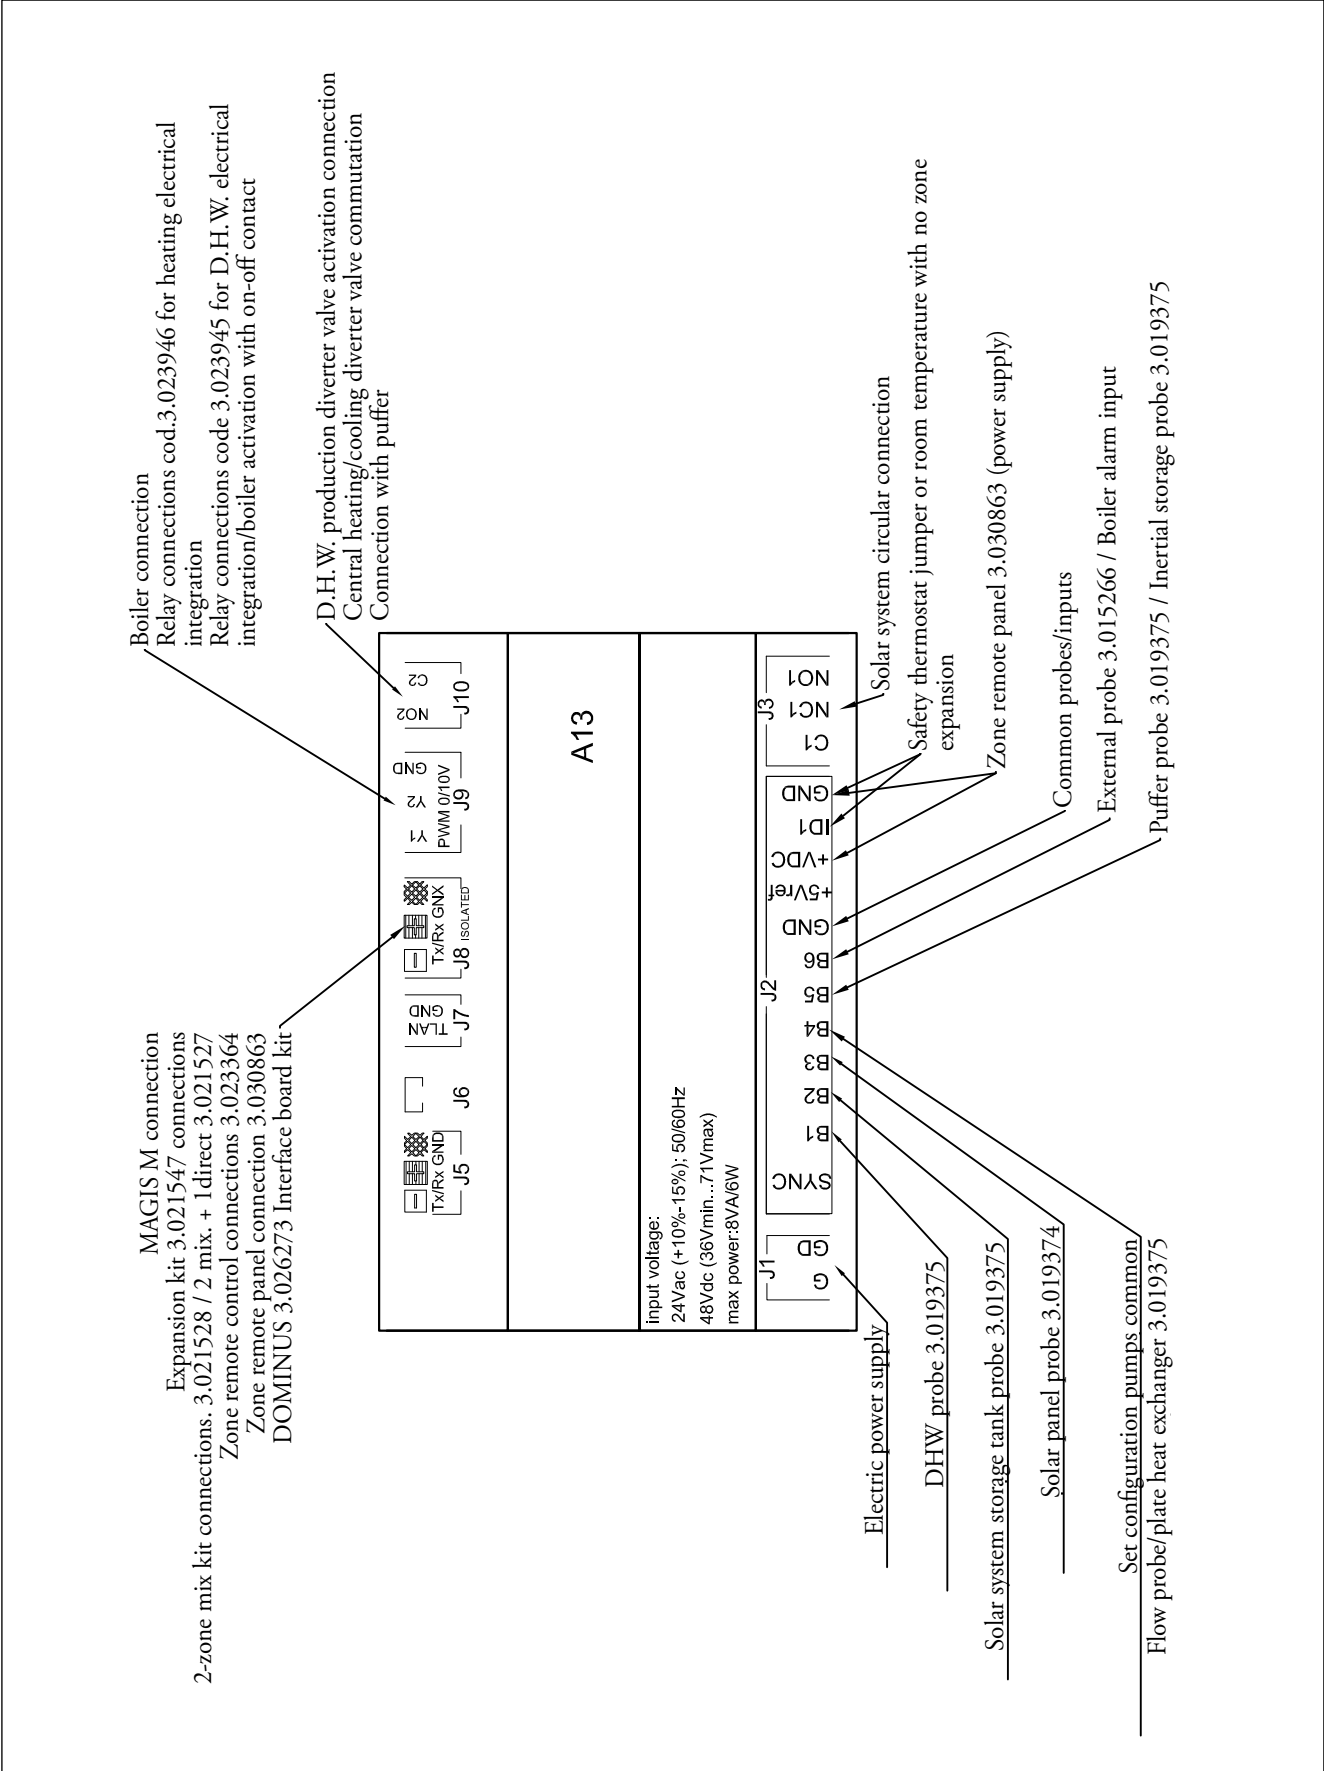 MAGIS M connection
Expansion kit 3.021547 connections
2-zone mix kit connections. 3.021528 / 2 mix. + 1direct 3.021527
Zone remote control connections 3.023364
Zone remote panel connection 3.030863
DOMINUS 3.026273 Interface board kit
Boiler connection
Relay connections cod.3.023946 for heating electrical
integration
Relay connections code 3.023945 for D.H.W. electrical
integration/boiler activation with on-off contact
D.H.W. production diverter valve activation connection
Central heating/cooling diverter valve commutation
Connection with puffer
Tx/Rx GND
J5
J6
TLAN
GND
J7
Tx/Rx GNX
J8 ISOLATED
Y1 Y2 GND
PWM 0/10V
J9
NO2 C2
J10
A13
input voltage:
24Vac (+10%-15%); 50/60Hz
48Vdc (36Vmin...71Vmax)
max power:8VA/6W
J1
G GD
J2
SYNC B1 B2 B3 B4 B5 B6 GND +5Vref +VDC ID1 GND
J3
C1 NC1 NO1
Electric power supply
DHW probe 3.019375
Solar system storage tank probe 3.019375
Solar panel probe 3.019374
Set configuration pumps common
Flow probe/plate heat exchanger 3.019375
Solar system circular connection
Safety thermostat jumper or room temperature with no zone
expansion
Zone remote panel 3.030863 (power supply)
Common probes/inputs
External probe 3.015266 / Boiler alarm input
Puffer probe 3.019375 / Inertial storage probe 3.019375